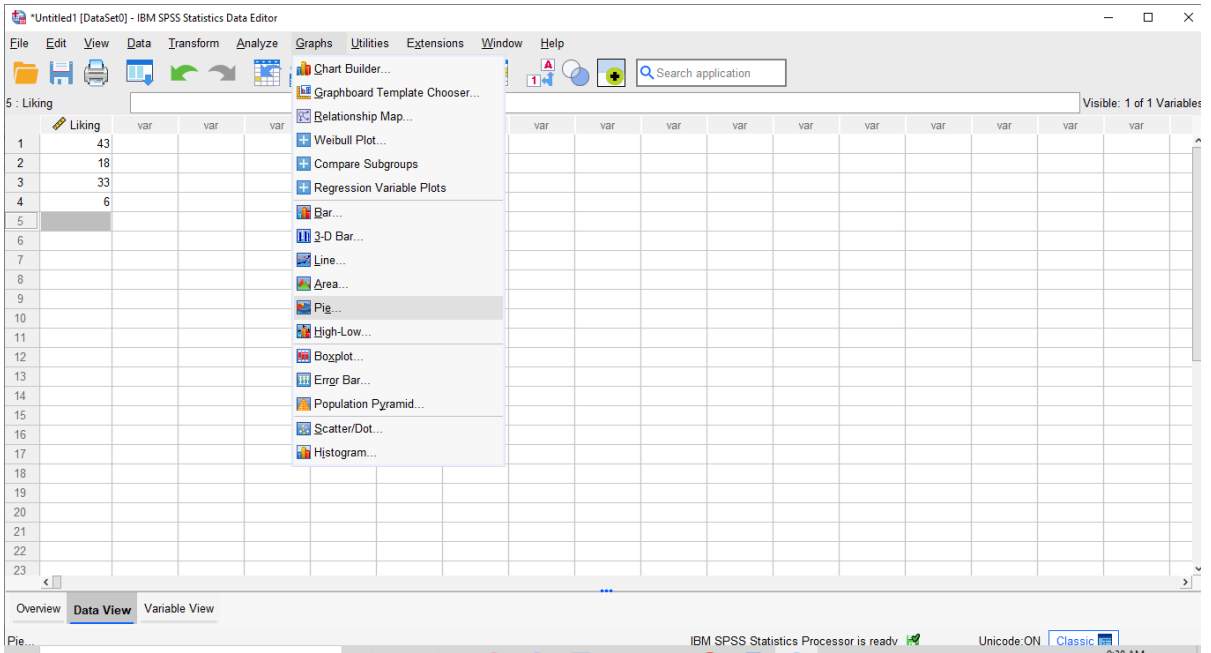 *Untitled1 [DataSet0] - IBM SPSS Statistics Data Editor
File Edit View Data Transform Analyze Graphs Utilities Extensions Window Help
Search application
5 : Liking
Visible: 1 of 1 Variables
Liking var var var var var var var var var var var var var
1 43
2 18
3 33
4 6
5
6
7
8
9
10
11
12
13
14
15
16
17
18
19
20
21
22
23
Chart Builder...
Graphboard Template Chooser...
Relationship Map...
Weibull Plot...
Compare Subgroups
Regression Variable Plots
Bar...
3-D Bar...
Line...
Area...
Pie...
High-Low...
Boxplot...
Error Bar...
Population Pyramid...
Scatter/Dot...
Histogram...
Overview Data View Variable View
Pie... IBM SPSS Statistics Processor is ready Unicode:ON Classic